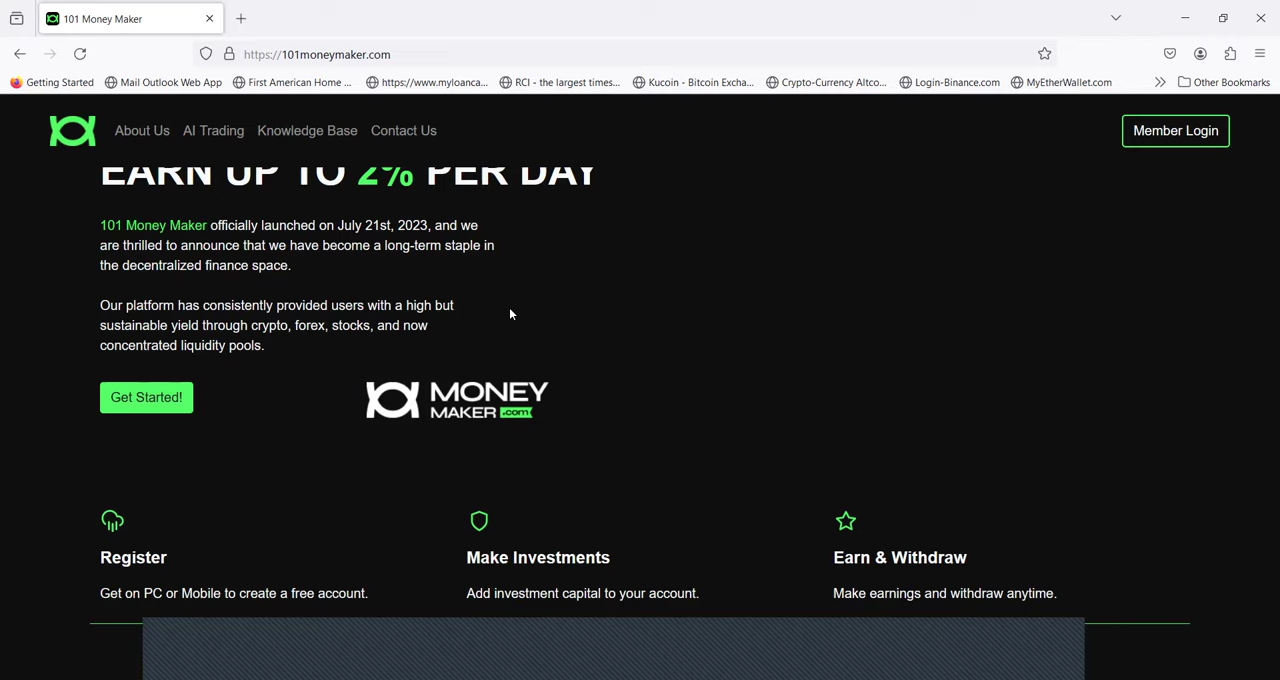 101 Money Maker
https://101moneymaker.com
Getting Started Mail Outlook Web App First American Home ... https://www.myloanca... RCI - the largest times... Kucoin - Bitcoin Excha... Crypto-Currency Altco... Login-Binance.com MyEtherWallet.com Other Bookmarks
About Us AI Trading Knowledge Base Contact Us Member Login
EARN UP TO 2% PER DAY
101 Money Maker officially launched on July 21st, 2023, and we
are thrilled to announce that we have become a long-term staple in
the decentralized finance space.
Our platform has consistently provided users with a high but
sustainable yield through crypto, forex, stocks, and now
concentrated liquidity pools.
Get Started!
MONEY
MAKER .com
Register
Get on PC or Mobile to create a free account.
Make Investments
Add investment capital to your account.
Earn & Withdraw
Make earnings and withdraw anytime.